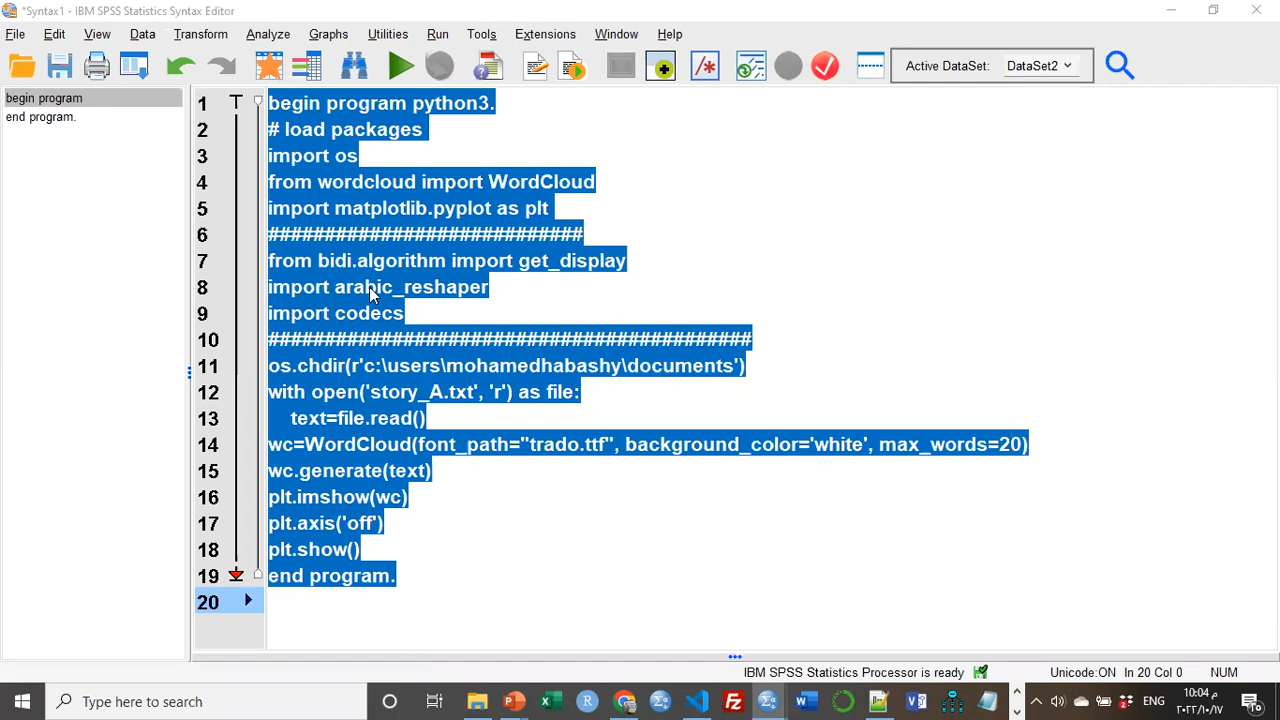 *Syntax1 - IBM SPSS Statistics Syntax Editor
File Edit View Data Transform Analyze Graphs Utilities Run Tools Extensions Window Help
Active DataSet: DataSet2
begin program
end program.
1 begin program python3.
2 # load packages
3 import os
4 from wordcloud import WordCloud
5 import matplotlib.pyplot as plt
6 ###########################
7 from bidi.algorithm import get_display
8 import arabic_reshaper
9 import codecs
10 #########################################
11 os.chdir(r'c:\users\mohamedhabashy\documents')
12 with open('story_A.txt', 'r') as file:
13 text=file.read()
14 wc=WordCloud(font_path="trado.ttf", background_color='white', max_words=20)
15 wc.generate(text)
16 plt.imshow(wc)
17 plt.axis('off')
18 plt.show()
19 end program.
20
IBM SPSS Statistics Processor is ready Unicode:ON In 20 Col 0 NUM
Type here to search
ENG
10:04 م